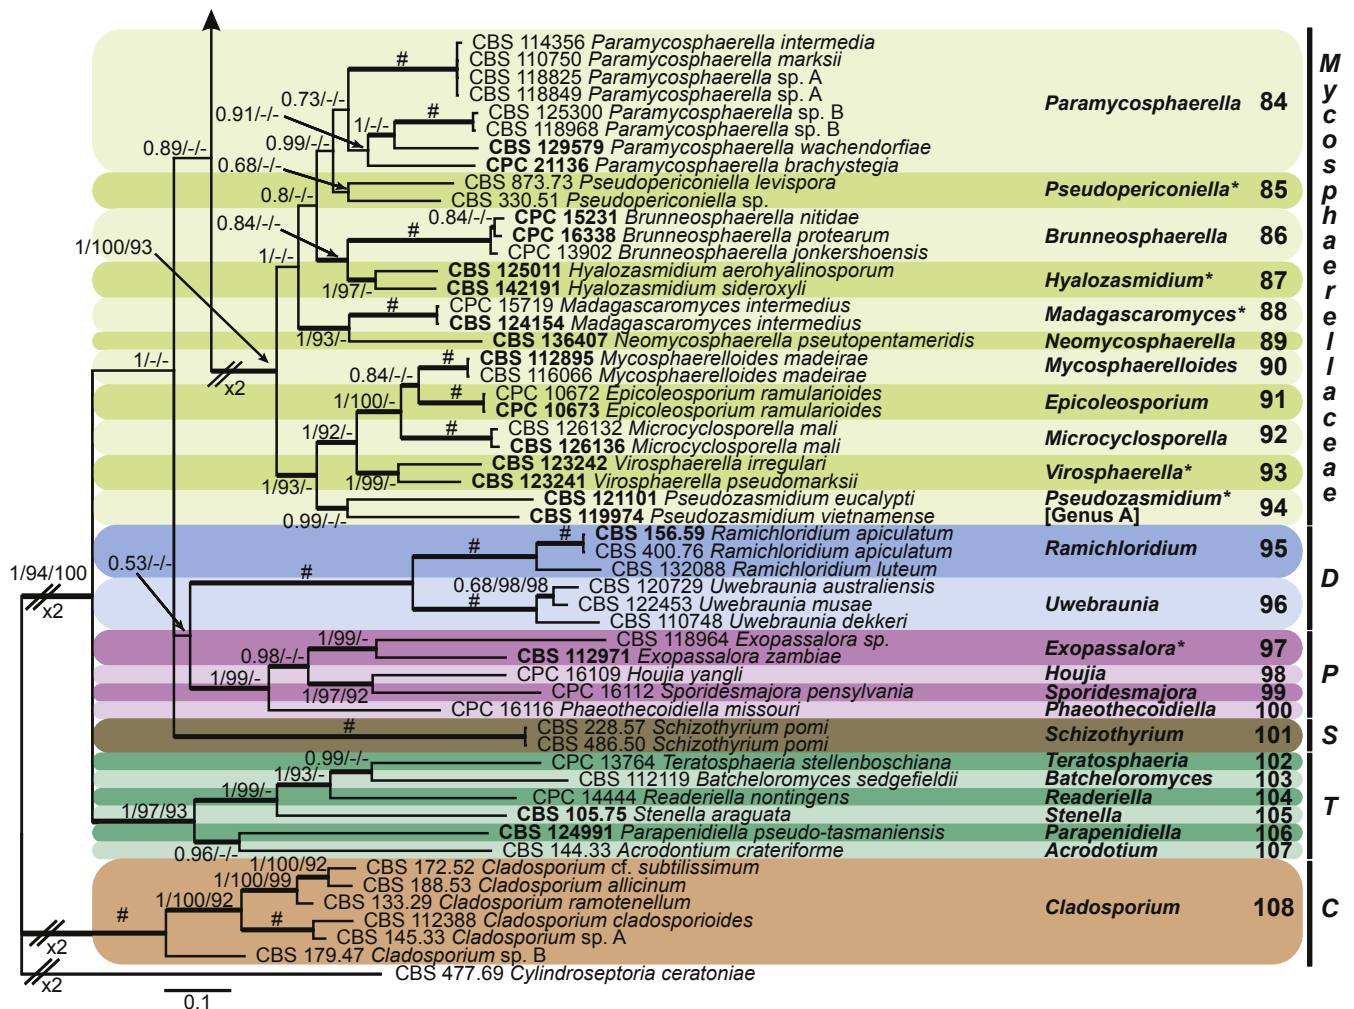 CBS 114356 Paramycosphaerella intermedia
CBS 110750 Paramycosphaerella marksii
CBS 118825 Paramycosphaerella sp. A
CBS 118849 Paramycosphaerella sp. A
CBS 125300 Paramycosphaerella sp. B
CBS 118968 Paramycosphaerella sp. B
CBS 129579 Paramycosphaerella wachendorfiae
CPC 21136 Paramycosphaerella brachystegia
Paramycosphaerella 84
#
0.73/-/-
0.91/-/-
#
1/-/-
0.99/-/-
0.89/-/-
0.68/-/-
CBS 873.73 Pseudopericoniella levispora
CBS 330.51 Pseudopericoniella sp.
Pseudopericoniella* 85
0.8/-/-
0.84/-/-
0.84/-/-
#
CPC 15231 Brunneosphaerella nitidae
CPC 16338 Brunneosphaerella protearum
CPC 13902 Brunneosphaerella jonkershoensis
Brunneosphaerella 86
1/100/93
1/-/-
CBS 125011 Hyalozasmidium aerohyalinosporum
CBS 142191 Hyalozasmidium sideroxyli
Hyalozasmidium* 87
1/97/-
#
CPC 15719 Madagascaromyces intermedius
CBS 124154 Madagascaromyces intermedius
Madagascaromyces* 88
1/93/-
CBS 136407 Neomycosphaerella pseutopentameridis
Neomycosphaerella 89
1/-/-
x2
#
CBS 112895 Mycosphaerelloides madeirae
CBS 116066 Mycosphaerelloides madeirae
Mycosphaerelloides 90
0.84/-/-
1/100/-
#
CPC 10672 Epicoleosporium ramularioides
CPC 10673 Epicoleosporium ramularioides
Epicoleosporium 91
1/92/-
#
CBS 126132 Microcyclosporella mali
CBS 126136 Microcyclosporella mali
Microcyclosporella 92
CBS 123242 Virosphaerella irregulari
CBS 123241 Virosphaerella pseudomarksii
Virosphaerella* 93
1/93/-
1/99/-
CBS 121101 Pseudozasmidium eucalypti
CBS 119974 Pseudozasmidium vietnamense
Pseudozasmidium* [Genus A] 94
0.99/-/-
Mycosphaerellaceae
#
CBS 156.59 Ramichloridium apiculatum
CBS 400.76 Ramichloridium apiculatum
CBS 132088 Ramichloridium luteum
Ramichloridium 95
#
0.53/-/-
#
1/94/100
x2
0.68/98/98
#
CBS 120729 Uwebraunia australiensis
CBS 122453 Uwebraunia musae
CBS 110748 Uwebraunia dekkeri
Uwebraunia 96
D
1/99/-
0.98/-/-
CBS 118964 Exopassalora sp.
CBS 112971 Exopassalora zambiae
Exopassalora* 97
1/99/-
1/97/92
CPC 16109 Houjia yangli
Houjia 98
CPC 16112 Sporidesmajora pensylvania
Sporidesmajora 99
CPC 16116 Phaeothecoidiella missouri
Phaeothecoidiella 100
P
#
CBS 228.57 Schizothyrium pomi
CBS 486.50 Schizothyrium pomi
Schizothyrium 101
S
0.99/-/-
CPC 13764 Teratosphaeria stellenboschiana
Teratosphaeria 102
1/93/-
CBS 112119 Batcheloromyces sedgefieldii
Batcheloromyces 103
1/99/-
CPC 14444 Readeriella nontingens
Readeriella 104
1/97/93
CBS 105.75 Stenella araguata
Stenella 105
CBS 124991 Parapenidiella pseudo-tasmaniensis
Parapenidiella 106
0.96/-/-
CBS 144.33 Acrodontium crateriforme
Acrodotium 107
T
1/100/92
CBS 172.52 Cladosporium cf. subtilissimum
1/100/99
CBS 188.53 Cladosporium allicinum
1/100/92
CBS 133.29 Cladosporium ramotenellum
#
#
CBS 112388 Cladosporium cladosporioides
CBS 145.33 Cladosporium sp. A
CBS 179.47 Cladosporium sp. B
Cladosporium 108
C
x2
CBS 477.69 Cylindroseptoria ceratoniae
x2
0.1